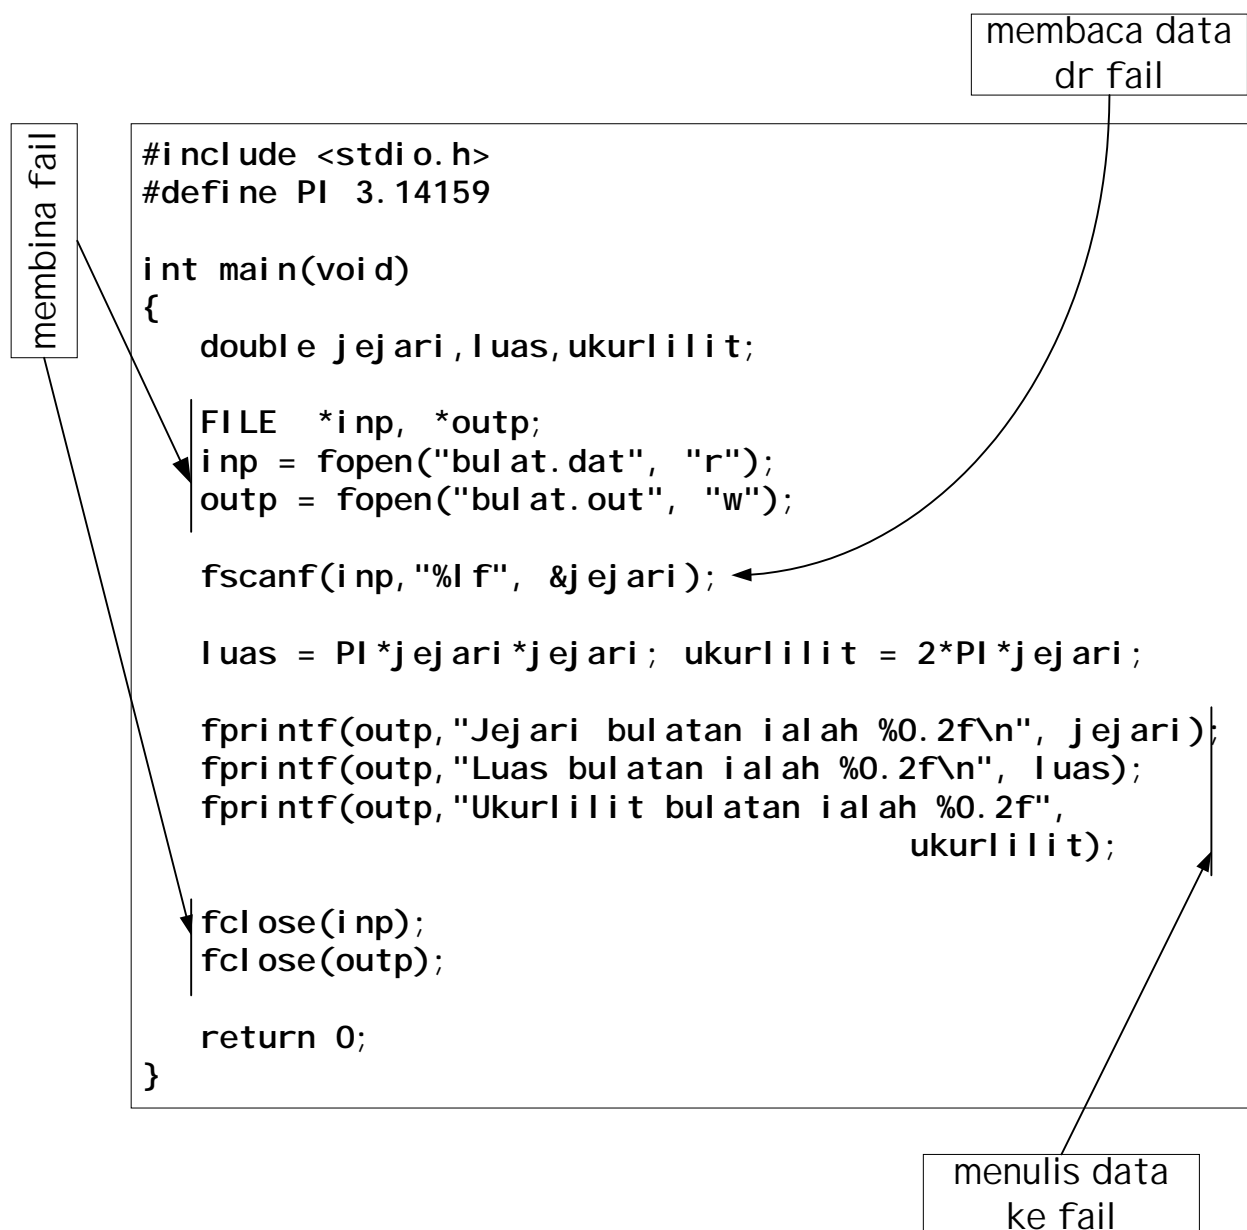 membaca data
dr fail
membina fail
#include <stdio.h>
#define PI 3.14159
int main(void)
{
double jejari,luas,ukurlilit;
FILE *inp, *outp;
inp = fopen("bulat.dat", "r");
outp = fopen("bulat.out", "w");
fscanf(inp,"%lf", &jejari);
luas = PI*jejari*jejari; ukurlilit = 2*PI*jejari;
fprintf(outp,"Jejari bulatan ialah %0.2f\n", jejari);
fprintf(outp,"Luas bulatan ialah %0.2f\n", luas);
fprintf(outp,"Ukurlilit bulatan ialah %0.2f",
ukurlilit);
fclose(inp);
fclose(outp);
return 0;
}
menulis data
ke fail